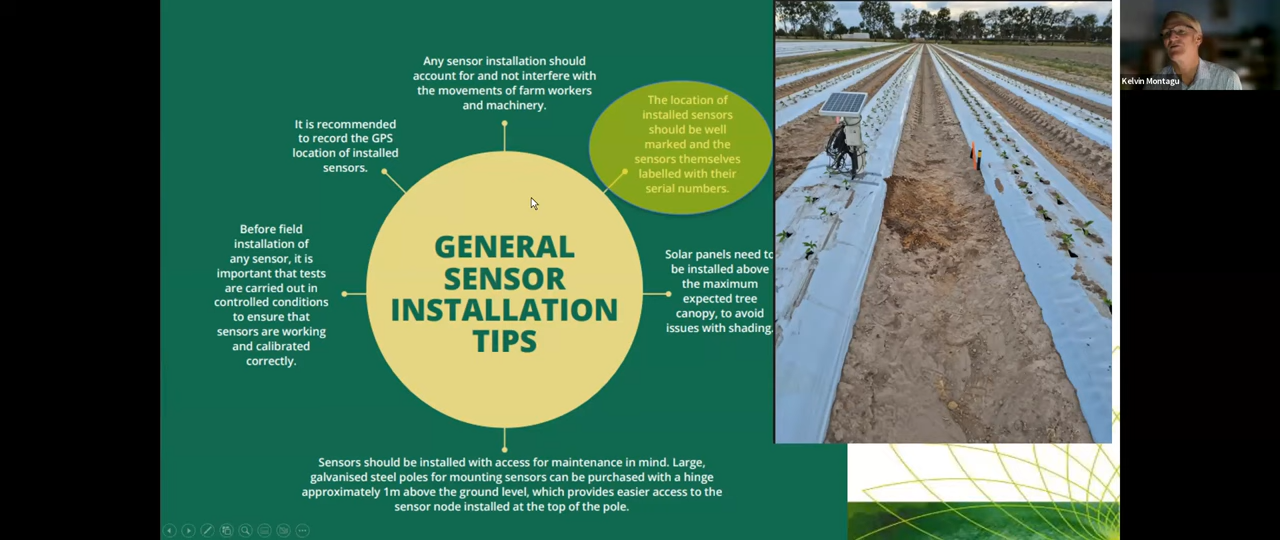 Any sensor installation should
account for and not interfere with
the movements of farm workers
and machinery.
The location of
installed sensors
should be well
marked and the
sensors themselves
labelled with their
serial numbers.
It is recommended
to record the GPS
location of installed
sensors.
Before field
installation of
any sensor, it is
important that tests
are carried out in
controlled conditions
to ensure that
sensors are working
and calibrated
correctly.
GENERAL
SENSOR
INSTALLATION
TIPS
Solar panels need to
be installed above
the maximum
expected tree
canopy, to avoid
issues with shading.
Sensors should be installed with access for maintenance in mind. Large,
galvanised steel poles for mounting sensors can be purchased with a hinge
approximately 1m above the ground level, which provides easier access to the
sensor node installed at the top of the pole.
Kelvin Montagu